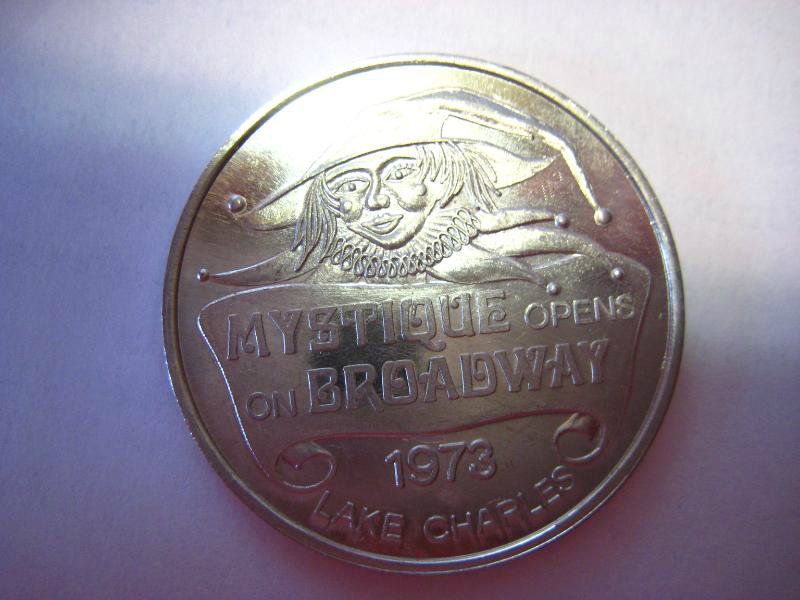 MYSTIQUE OPENS
ON BROADWAY
1973
LAKE CHARLES